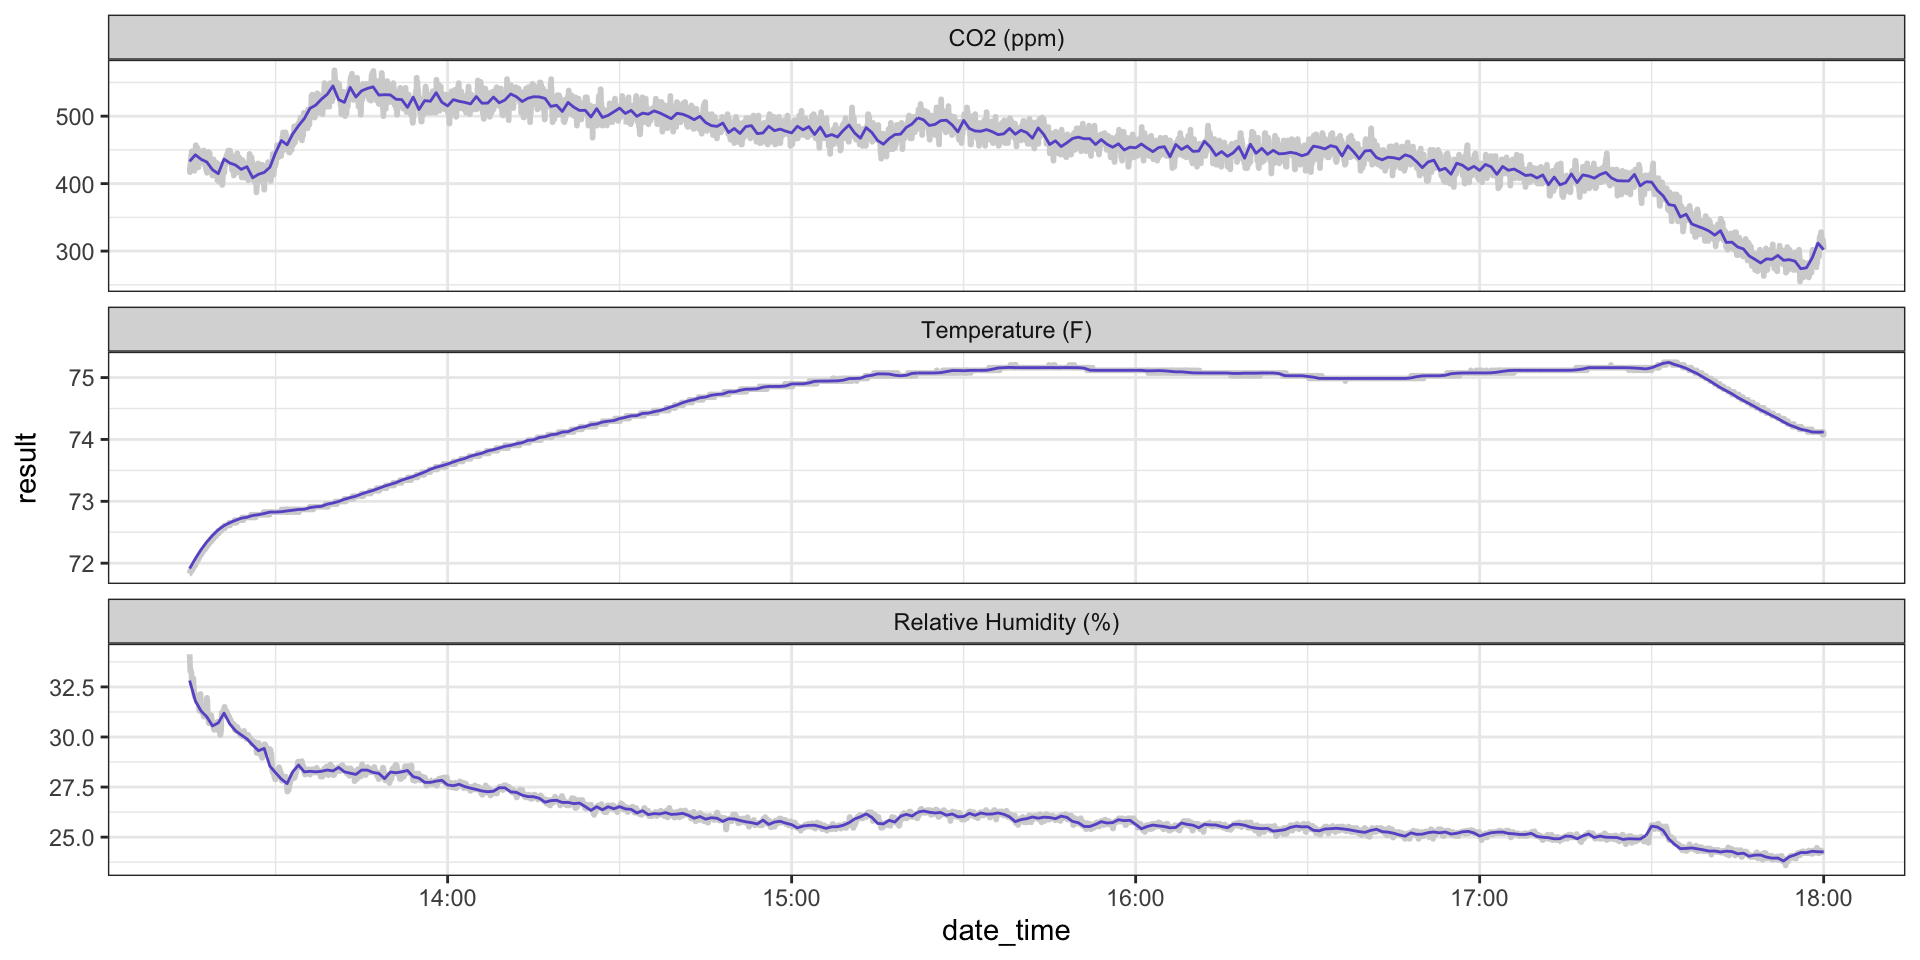 CO2 (ppm)
500
400
300
Temperature (F)
75
74
73
72
Relative Humidity (%)
32.5
30.0
27.5
25.0
14:00 15:00 16:00 17:00 18:00
date_time
result